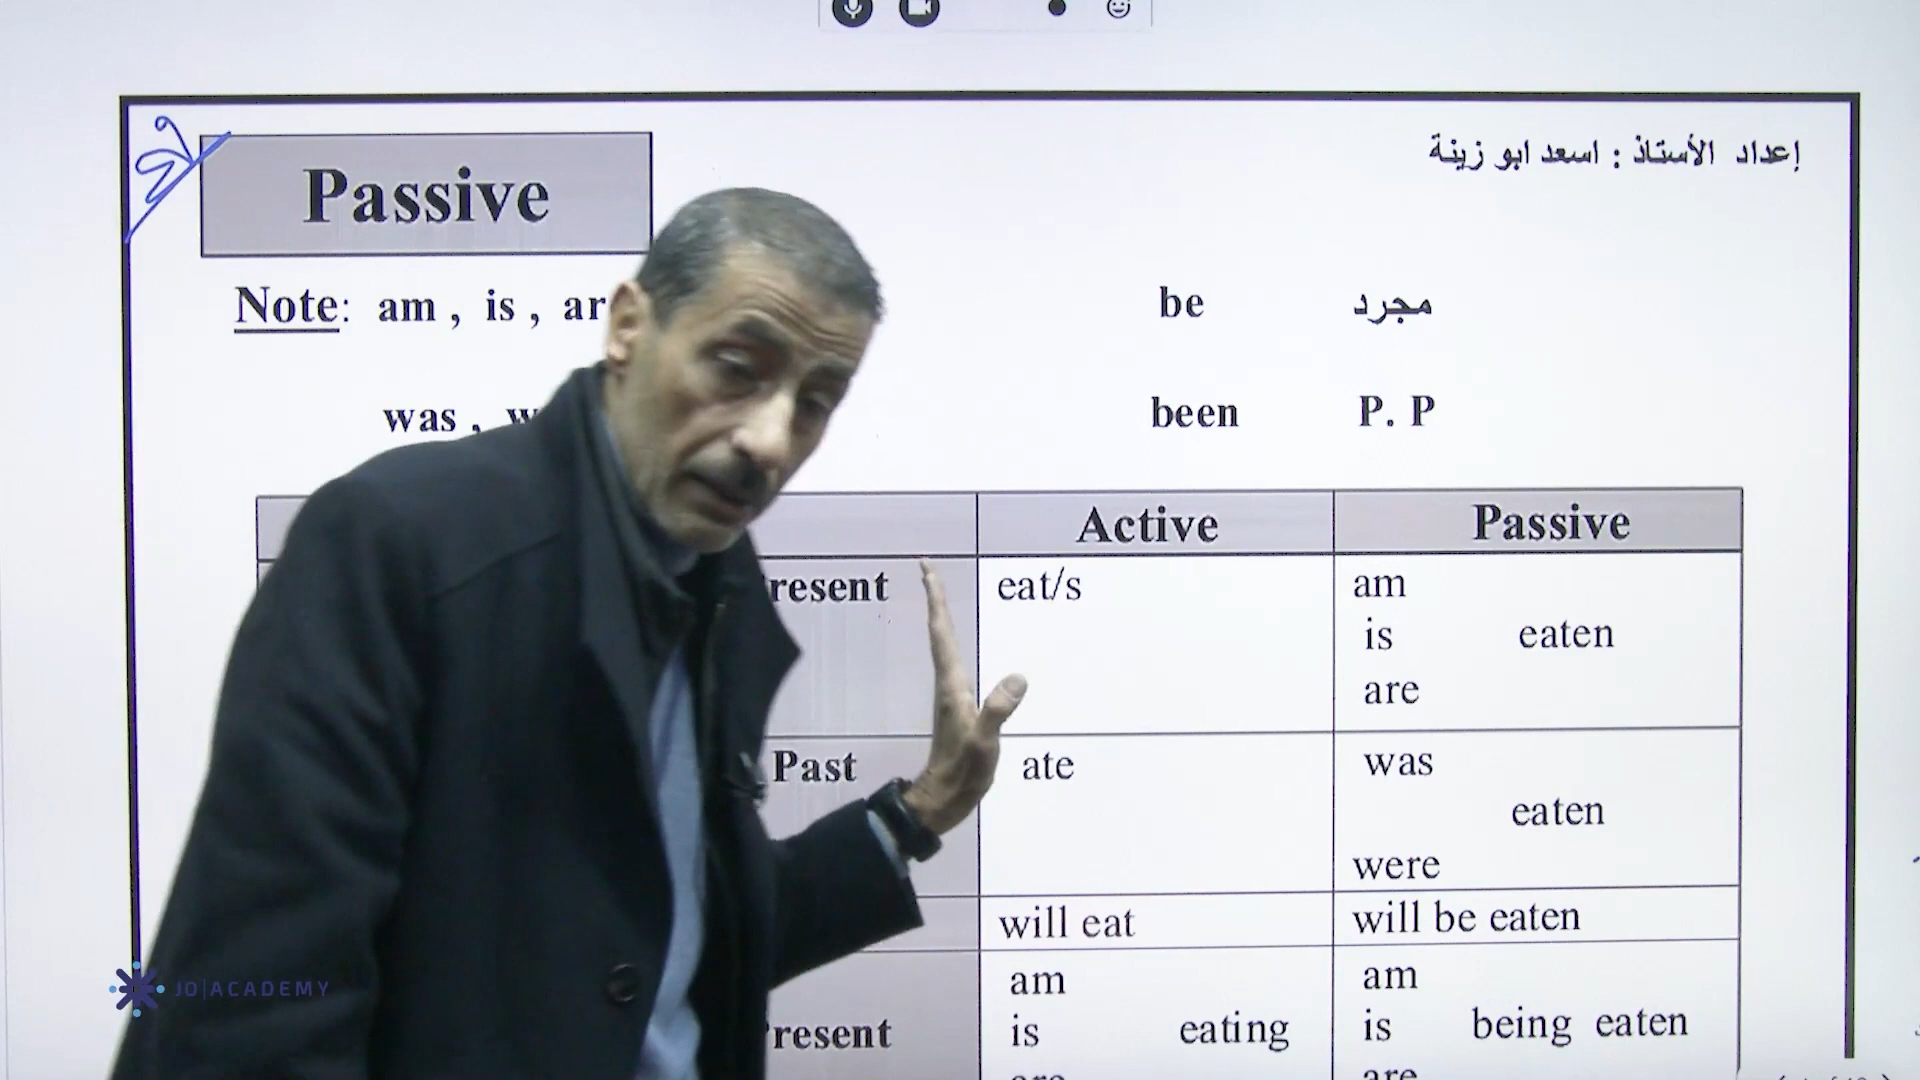 إعداد الأستاذ : اسعد ابو زينة
Passive
Note: am , is , ar
be مجرد
was , w
been P. P
Active Passive
resent eat/s am
is eaten
are
Past ate was
eaten
were
will eat will be eaten
am am
resent is eating is being eaten
are are
JO|ACADEMY